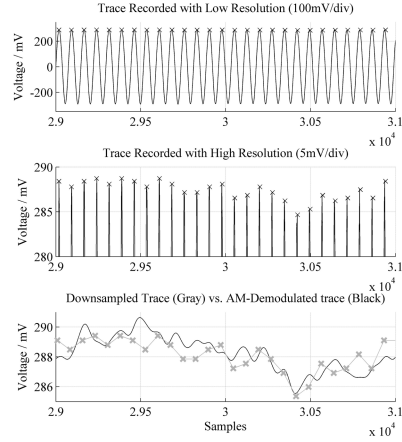 Trace Recorded with Low Resolution (100mV/div)
Voltage / mV
200
0
-200
2.9 2.95 3 3.05 3.1
x 10^4
Trace Recorded with High Resolution (5mV/div)
Voltage / mV
290
285
280
2.9 2.95 3 3.05 3.1
x 10^4
Downsampled Trace (Gray) vs. AM-Demodulated trace (Black)
Voltage / mV
290
288
286
2.9 2.95 3 3.05 3.1
Samples
x 10^4